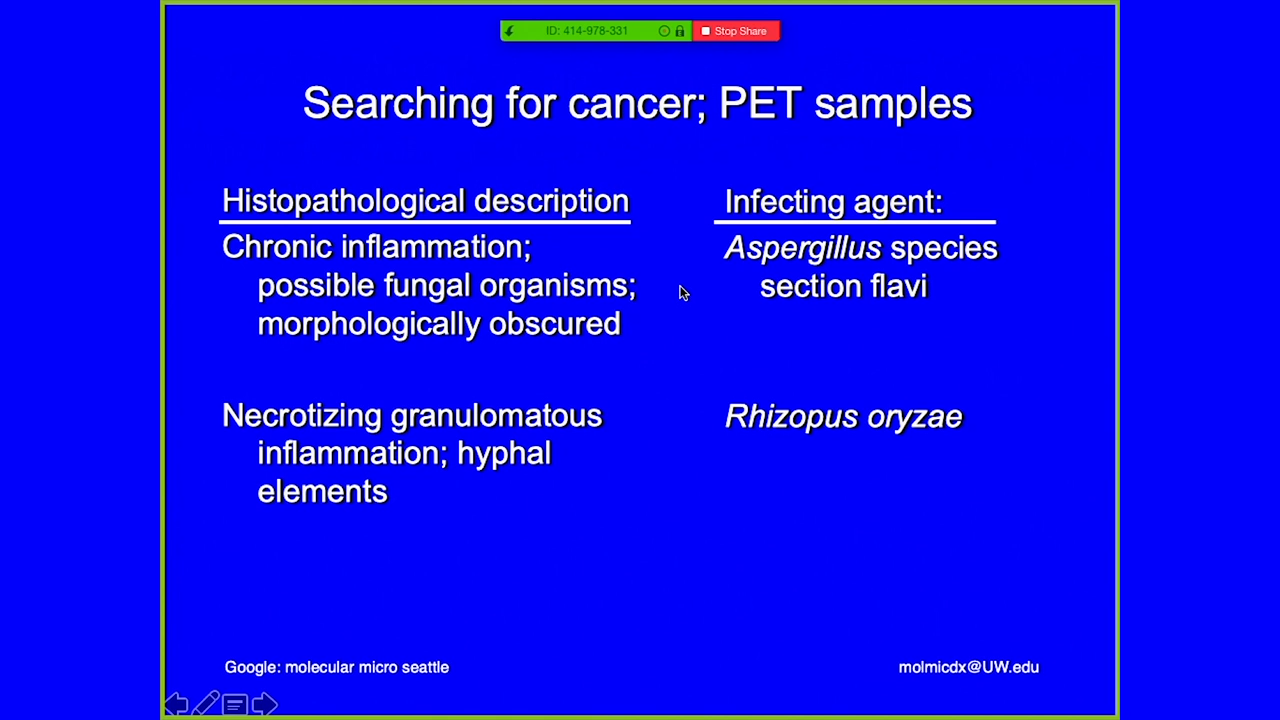 ID: 414-978-331
Stop Share
Searching for cancer; PET samples
Histopathological description
Chronic inflammation;
possible fungal organisms;
morphologically obscured
Necrotizing granulomatous
inflammation; hyphal
elements
Infecting agent:
Aspergillus species
section flavi
Rhizopus oryzae
Google: molecular micro seattle
molmicdx@UW.edu